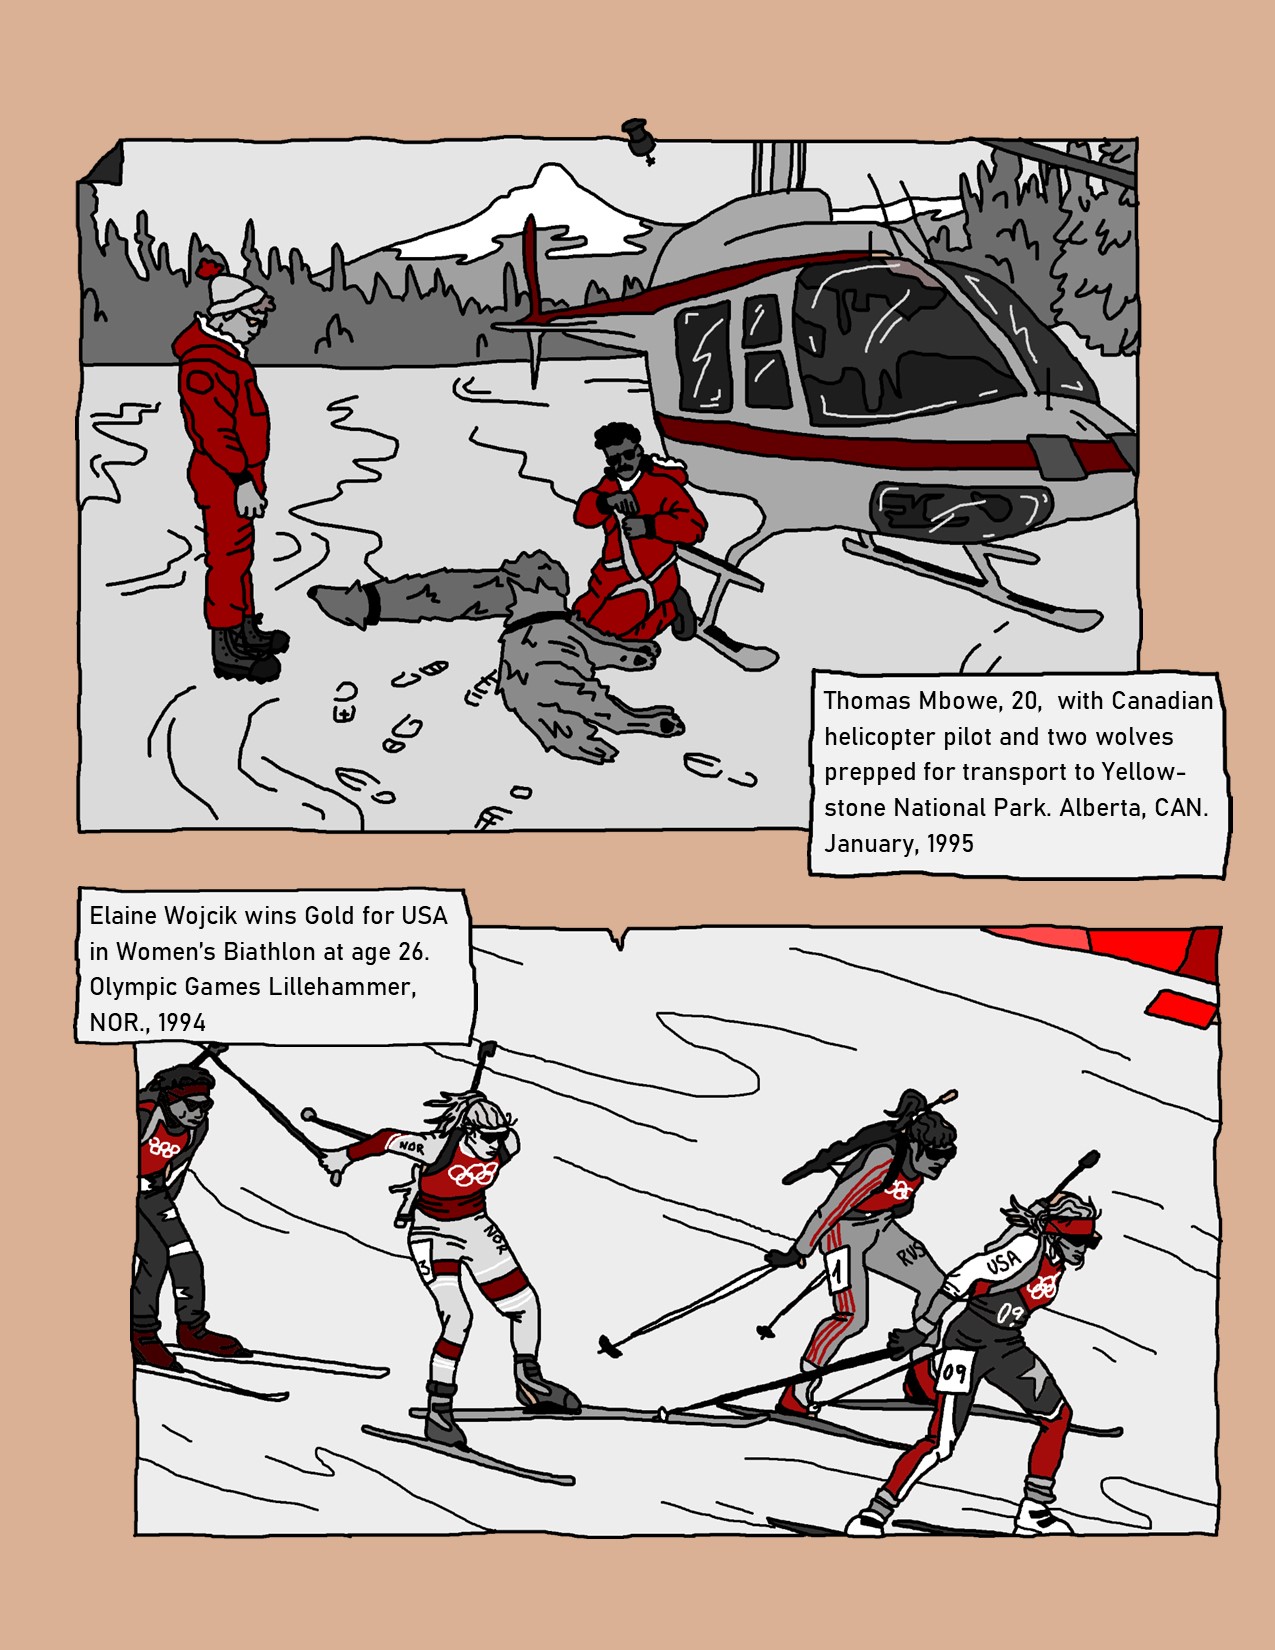 Thomas Mbowe, 20,  with Canadian
helicopter pilot and two wolves
prepped for transport to Yellow-
stone National Park. Alberta, CAN.
January, 1995
Elaine Wojcik wins Gold for USA
in Women's Biathlon at age 26.
Olympic Games Lillehammer,
NOR., 1994
NOR
NOR
3
1
RUS
USA
09
09